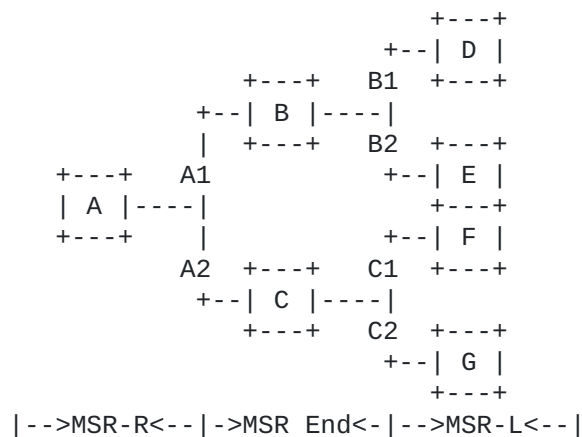 +---+
+--| D |
+---+ B1 +---+
+--| B |----|
| +---+ B2 +---+
+---+ A1 +--| E |
| A |----| +---+
+---+ | +--| F |
A2 +---+ C1 +---+
+--| C |----|
+---+ C2 +---+
+--| G |
+---+
|-->MSR-R<--|->MSR End<-|-->MSR-L<--|